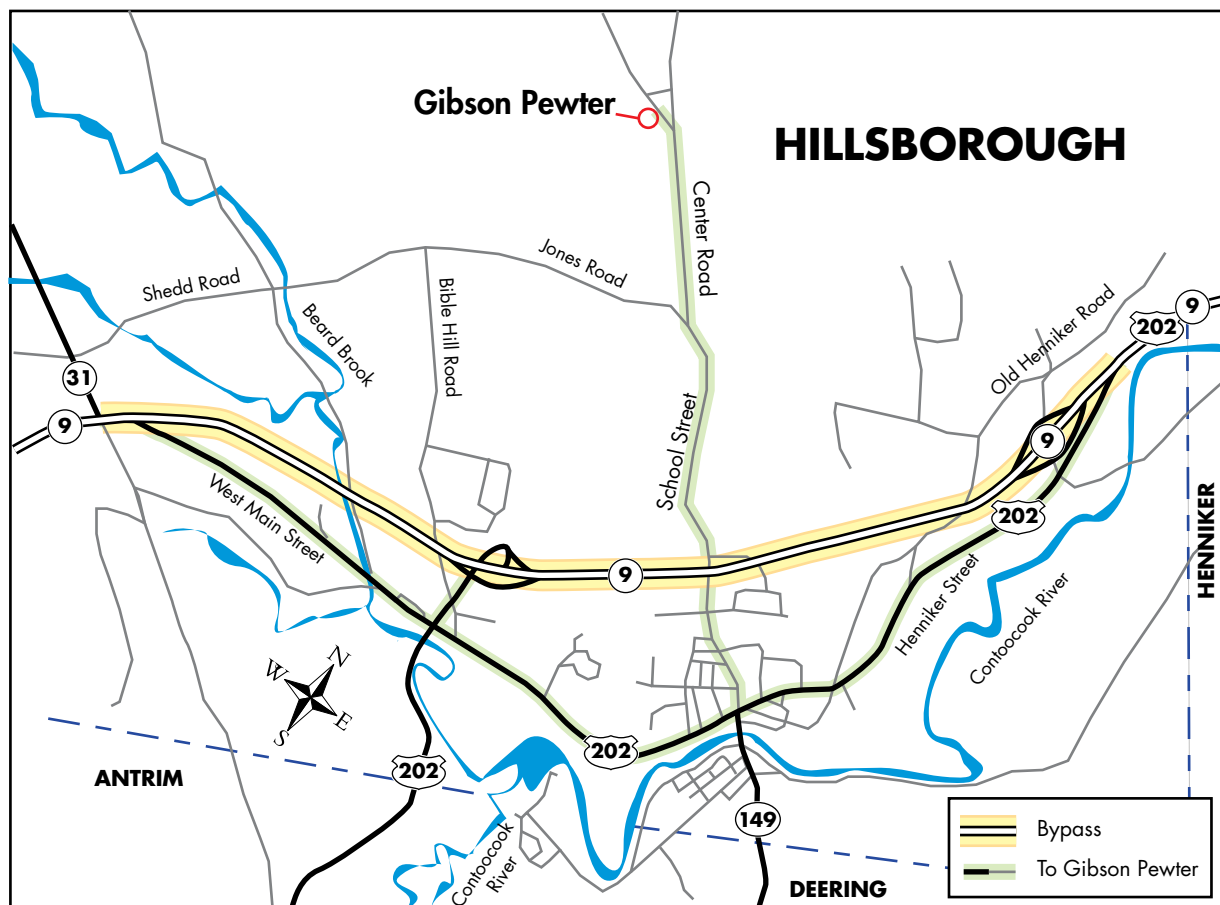 Gibson Pewter
HILLSBOROUGH
Center Road
Jones Road
Shedd Road
Bible Hill Road
Beard Brook
Old Henniker Road
202
9
31
9
9
School Street
West Main Street
202
HENNIKER
9
Henniker Street
Contoocook River
N
W
E
S
202
202
ANTRIM
149
Contoocook
River
DEERING
Bypass
To Gibson Pewter